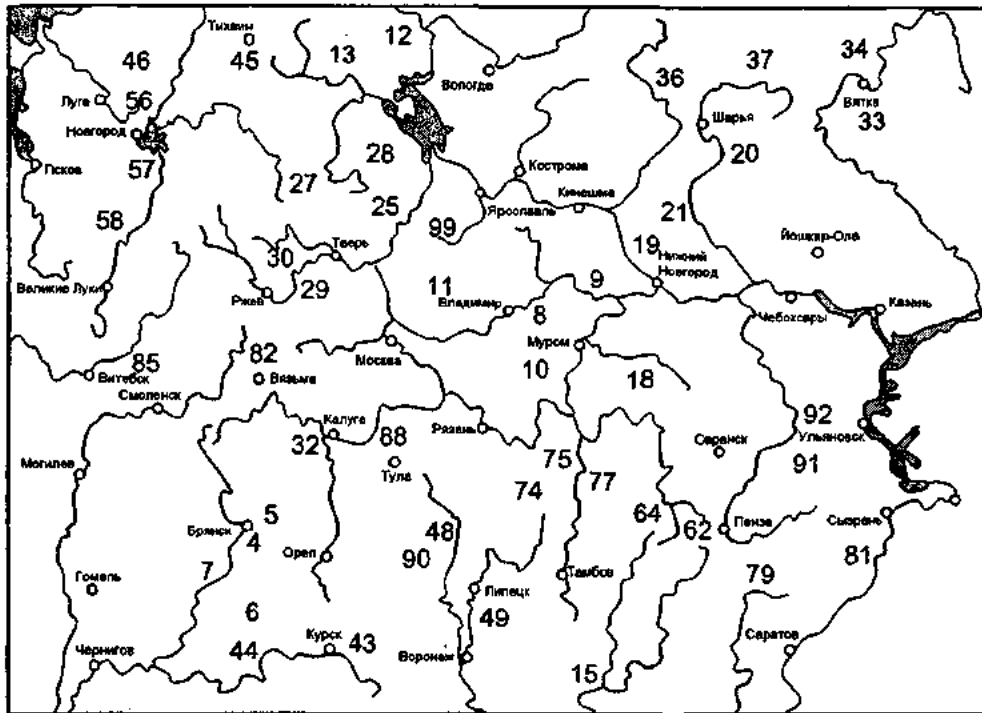 Тихвин
12
13
46
45
34
37
36
Вологда
Луга
56
Вятка
33
Новгород
Шарья
57
28
20
Псков
Кострома
27
25
Кинешма
Ярославль
58
21
99
Тверь
19
Йошкар-Ола
30
Нижний
Новгород
Великие Луки
29
11
9
Ржев
Владимир
8
Чебоксары
Казань
Москва
Муром
85
82
10
Витебск
Вязьма
18
Смоленск
92
Калуга
Рязань
Ульяновск
32
88
Саранск
91
75
Могилев
Тула
74
77
5
48
64
62
Пенза
Сызрань
Брянск
4
Орел
90
81
7
Гомель
Липецк
Тамбов
79
49
6
Курск
Саратов
44
43
Чернигов
Воронеж
15